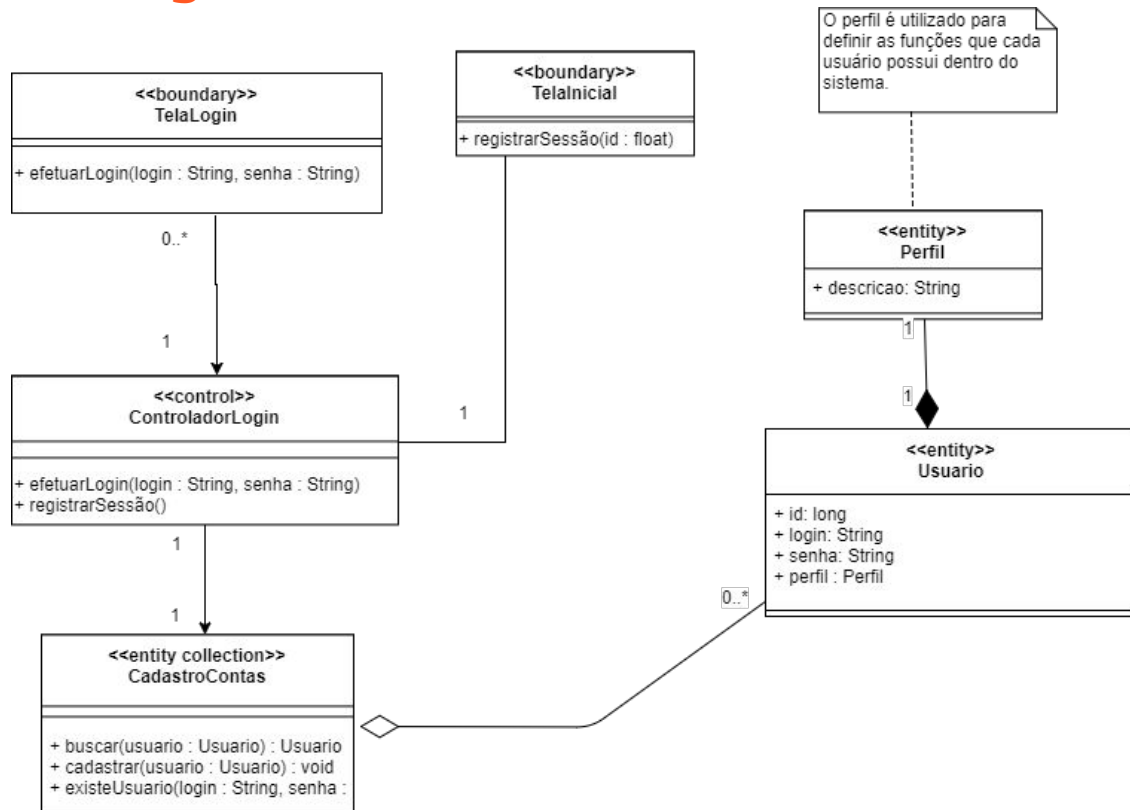 <<boundary>>
TelaLogin
+ efetuarLogin(login : String, senha : String)
<<boundary>>
TelaInicial
+ registrarSessão(id : float)
O perfil é utilizado para
definir as funções que cada
usuário possui dentro do
sistema.
0..*
1
<<entity>>
Perfil
+ descricao: String
1
1
<<control>>
ControladorLogin
+ efetuarLogin(login : String, senha : String)
+ registrarSessão()
1
<<entity>>
Usuario
+ id: long
+ login: String
+ senha: String
+ perfil : Perfil
0..*
1
1
<<entity collection>>
CadastroContas
+ buscar(usuario : Usuario) : Usuario
+ cadastrar(usuario : Usuario) : void
+ existeUsuario(login : String, senha :